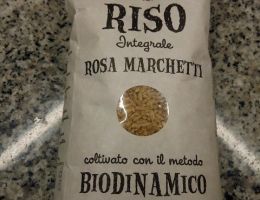 RISO
Integrale
ROSA MARCHETTI
coltivato con il metodo
BIODINAMICO